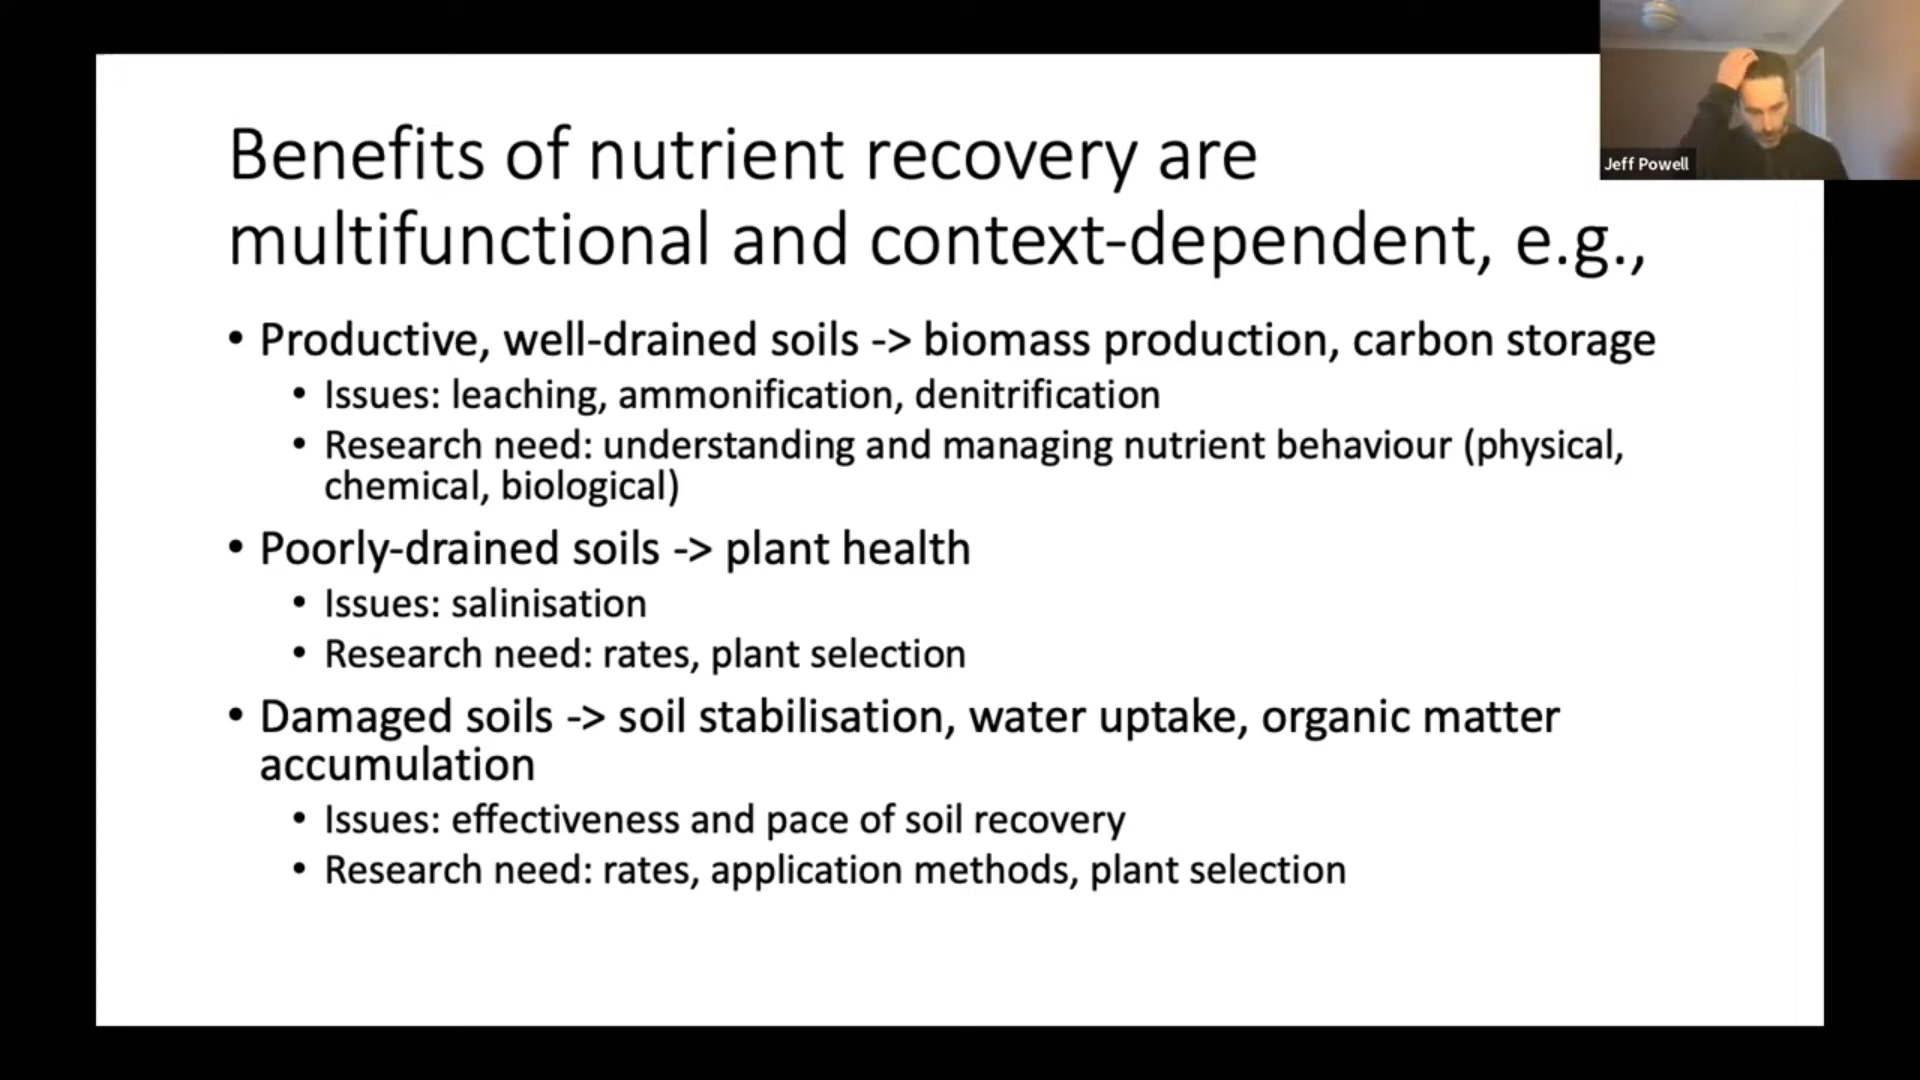 Benefits of nutrient recovery are
multifunctional and context-dependent, e.g.,
• Productive, well-drained soils -> biomass production, carbon storage
• Issues: leaching, ammonification, denitrification
• Research need: understanding and managing nutrient behaviour (physical,
chemical, biological)
• Poorly-drained soils -> plant health
• Issues: salinisation
• Research need: rates, plant selection
• Damaged soils -> soil stabilisation, water uptake, organic matter
accumulation
• Issues: effectiveness and pace of soil recovery
• Research need: rates, application methods, plant selection
Jeff Powell